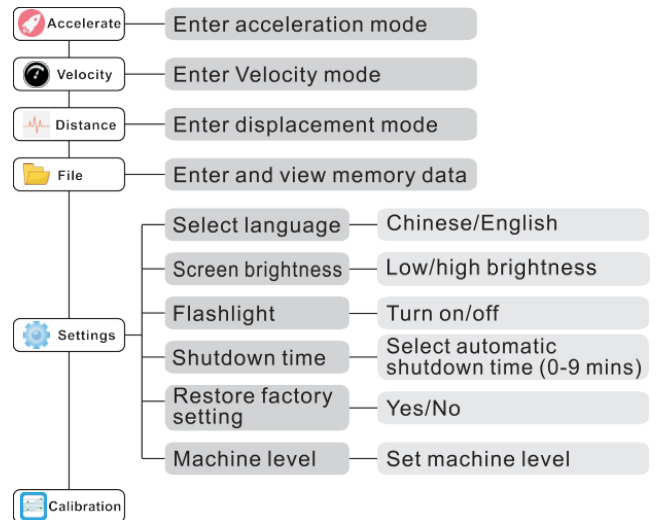 Accelerate
Enter acceleration mode
Velocity
Enter Velocity mode
Distance
Enter displacement mode
File
Enter and view memory data
Settings
Select language
Chinese/English
Screen brightness
Low/high brightness
Flashlight
Turn on/off
Shutdown time
Select automatic
shutdown time (0-9 mins)
Restore factory
setting
Yes/No
Machine level
Set machine level
Calibration